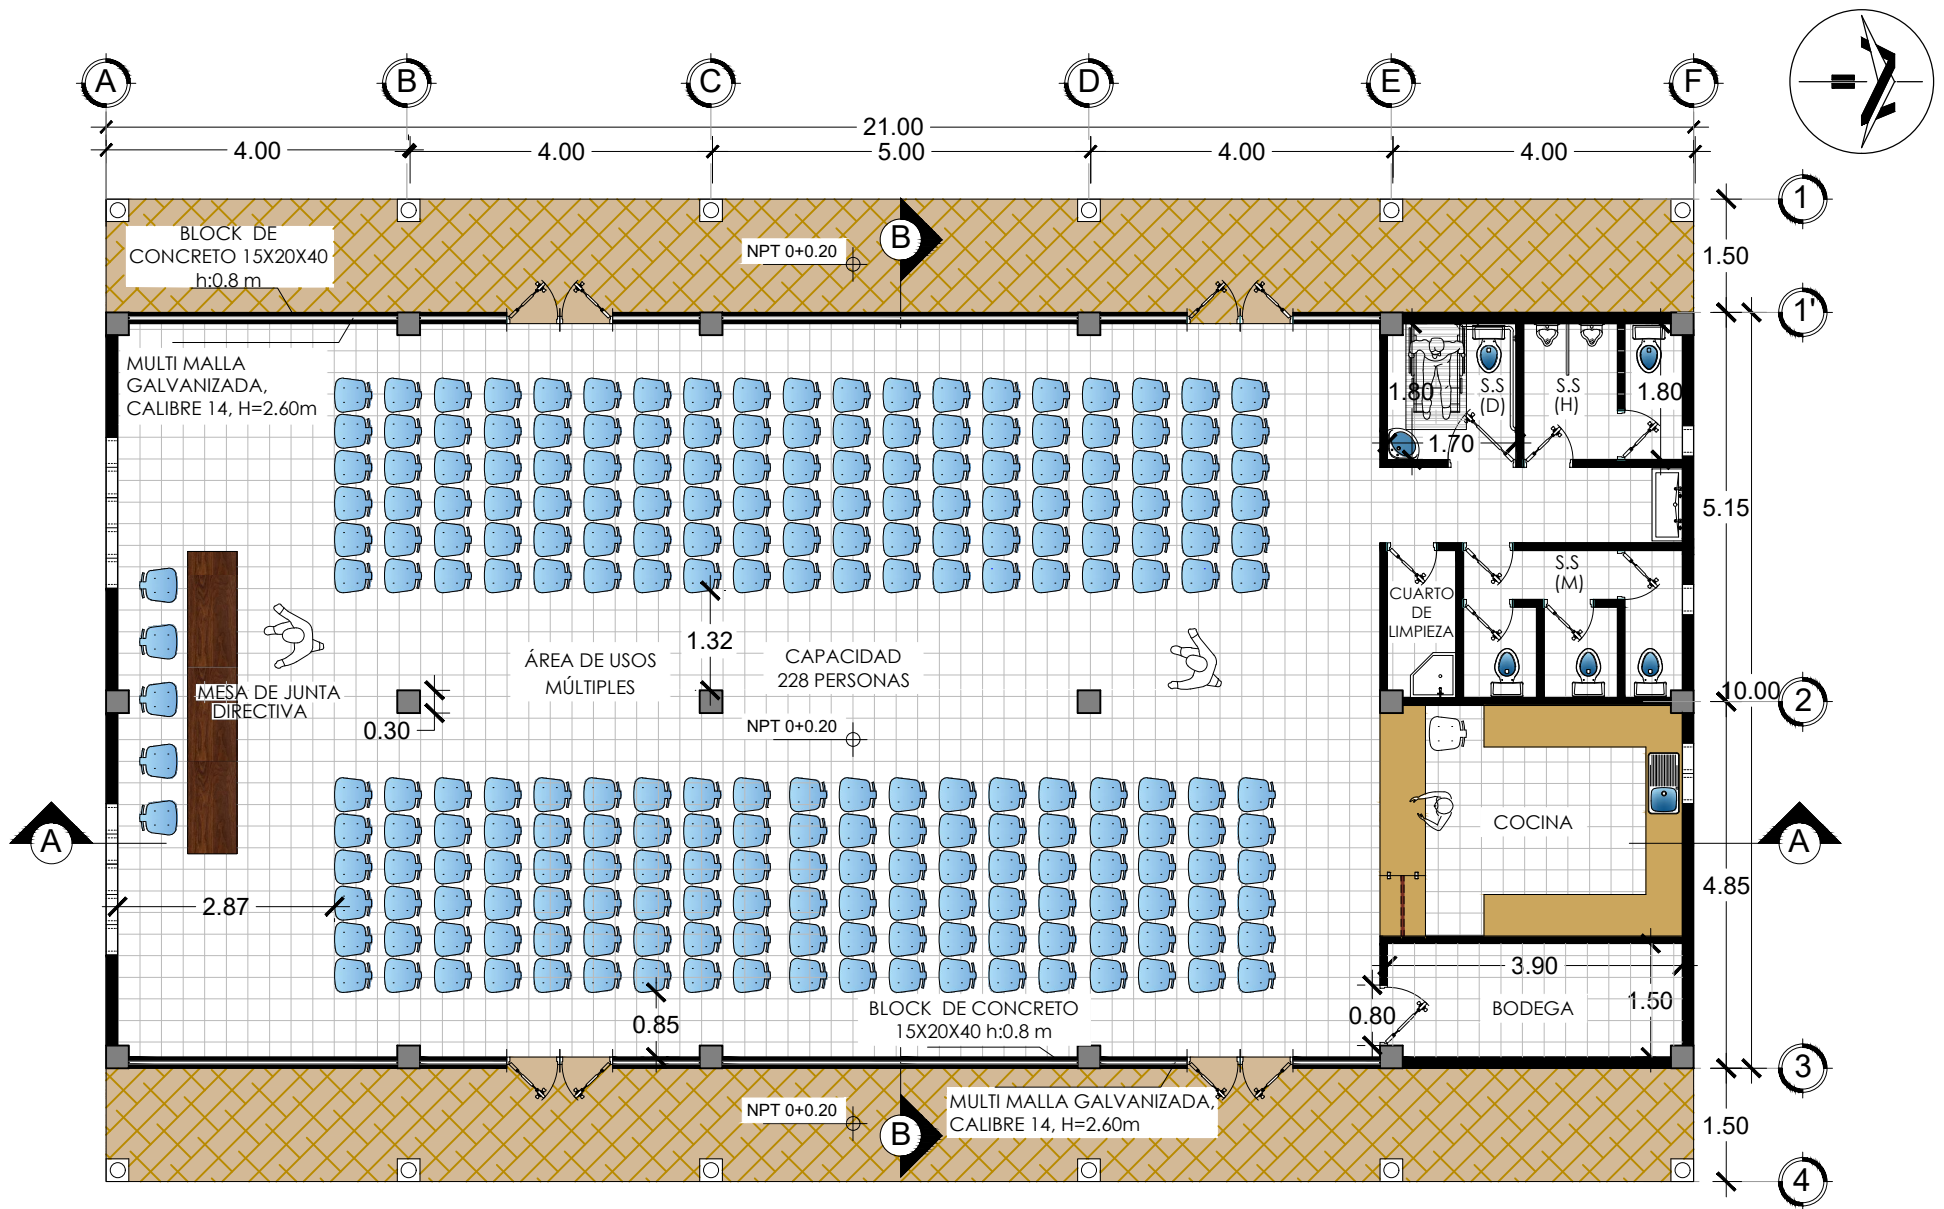 A B C D E F
21.00
4.00 4.00 5.00 4.00 4.00
1
1.50
BLOCK DE
CONCRETO 15X20X40
h:0.8 m
NPT 0+0.20
B
1'
MULTI MALLA
GALVANIZADA,
CALIBRE 14, H=2.60m
1.80
S.S
(D)
S.S
(H)
1.80
1.70
5.15
S.S
(M)
CUARTO
DE
LIMPIEZA
1.32
ÁREA DE USOS
MÚLTIPLES
CAPACIDAD
228 PERSONAS
MESA DE JUNTA
DIRECTIVA
0.30
NPT 0+0.20
10.00
2
A
COCINA
A
4.85
2.87
3.90
1.50
BODEGA
0.80
0.85
BLOCK DE CONCRETO
15X20X40 h:0.8 m
3
MULTI MALLA GALVANIZADA,
CALIBRE 14, H=2.60m
NPT 0+0.20
B
1.50
4